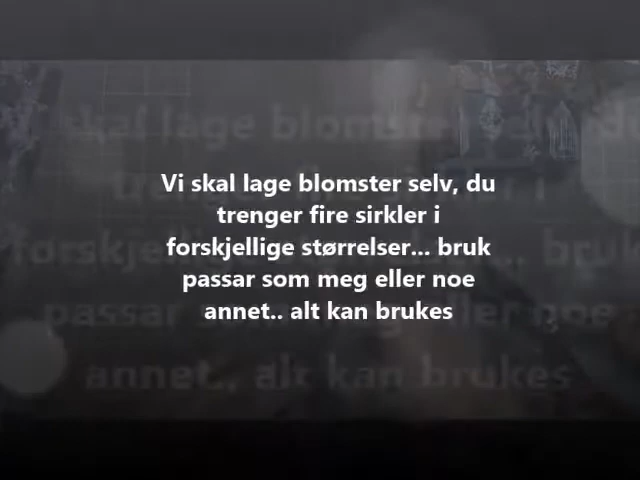 Vi skal lage blomster selv, du
trenger fire sirkler i
forskjellige størrelser... bruk
passar som meg eller noe
annet.. alt kan brukes